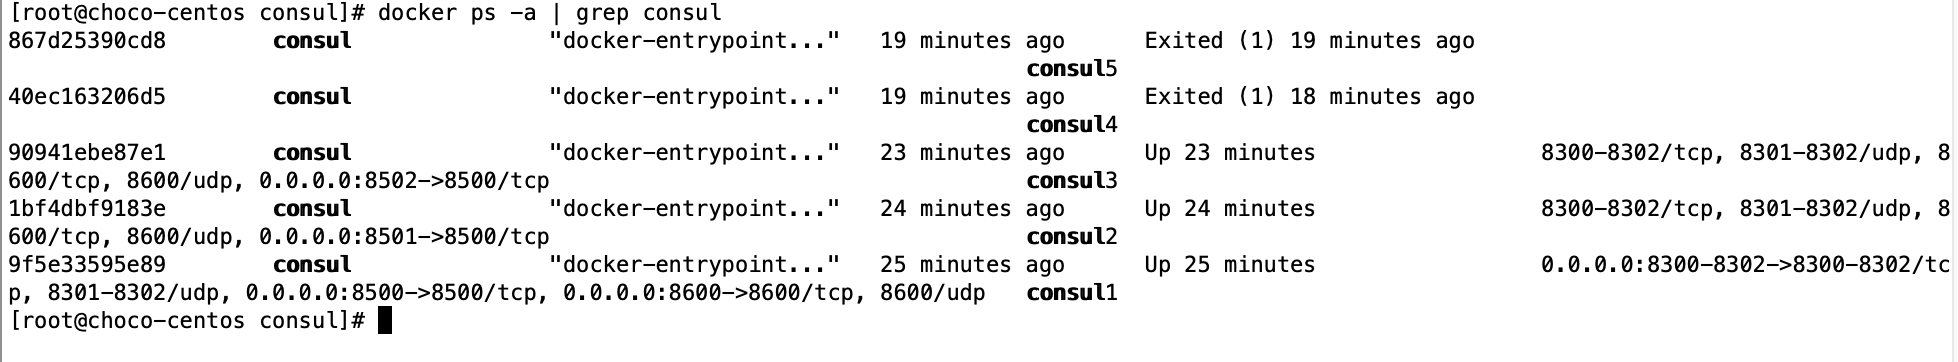 [root@choco-centos consul]# docker ps -a | grep consul
867d25390cd8        consul               "docker-entrypoint..."   19 minutes ago      Exited (1) 19 minutes ago
consul5
40ec163206d5        consul               "docker-entrypoint..."   19 minutes ago      Exited (1) 18 minutes ago
consul4
90941ebe87e1        consul               "docker-entrypoint..."   23 minutes ago      Up 23 minutes                 8300-8302/tcp, 8301-8302/udp, 8
600/tcp, 8600/udp, 0.0.0.0:8502->8500/tcp                                    consul3
1bf4dbf9183e        consul               "docker-entrypoint..."   24 minutes ago      Up 24 minutes                 8300-8302/tcp, 8301-8302/udp, 8
600/tcp, 8600/udp, 0.0.0.0:8501->8500/tcp                                    consul2
9f5e33595e89        consul               "docker-entrypoint..."   25 minutes ago      Up 25 minutes                 0.0.0.0:8300-8302->8300-8302/tc
p, 8301-8302/udp, 0.0.0.0:8500->8500/tcp, 0.0.0.0:8600->8600/tcp, 8600/udp   consul1
[root@choco-centos consul]#